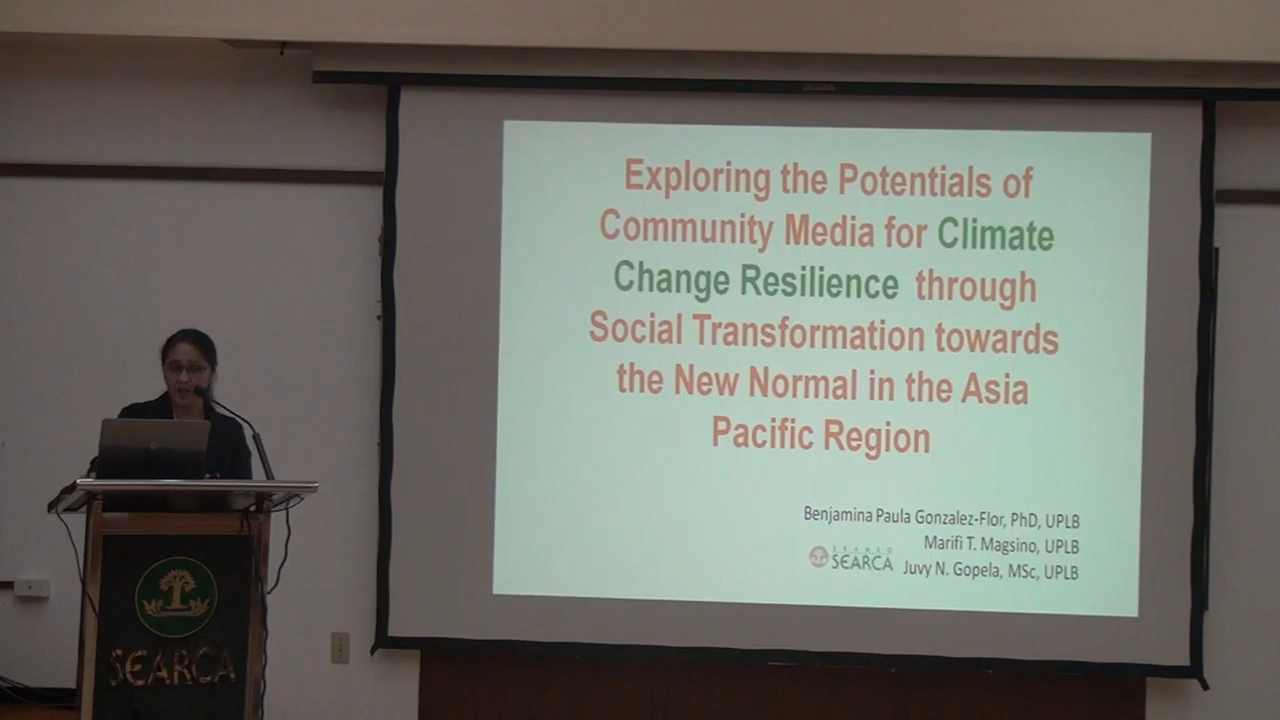 Exploring the Potentials of
Community Media for Climate
Change Resilience through
Social Transformation towards
the New Normal in the Asia
Pacific Region
Benjamina Paula Gonzalez-Flor, PhD, UPLB
Marifi T. Magsino, UPLB
SEAMEO
SEARCA
Juvy N. Gopela, MSc, UPLB
SEARCA